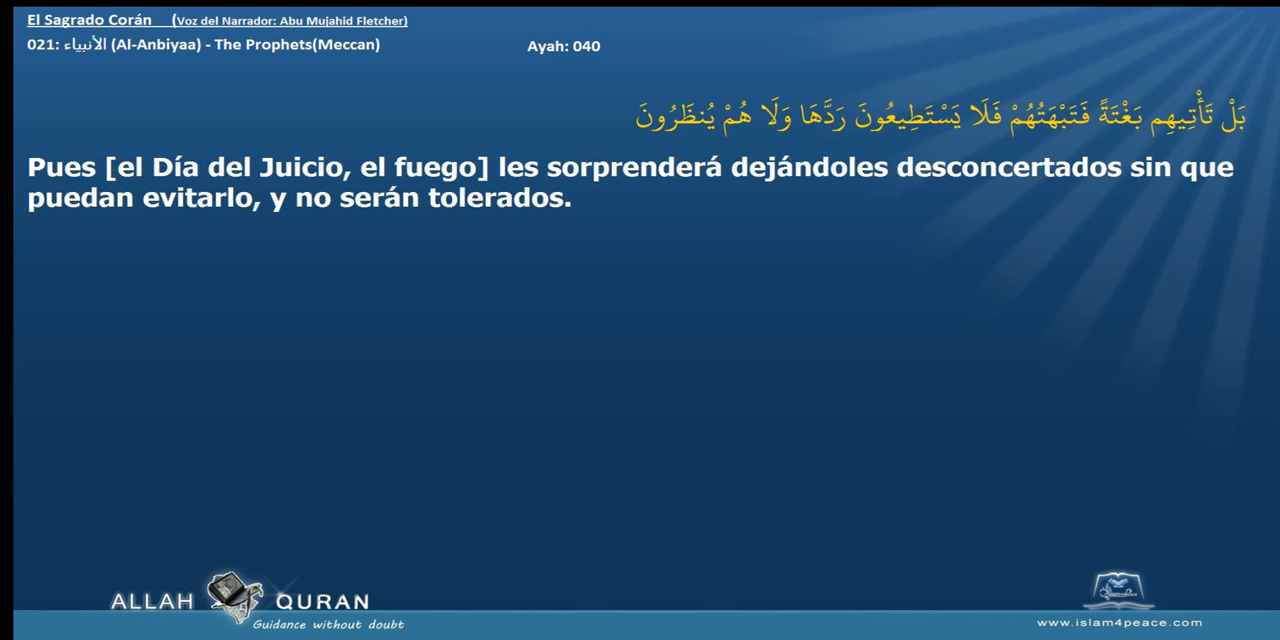 El Sagrado Corán (Voz del Narrador: Abu Mujahid Fletcher)
021: الأنبياء (Al-Anbiyaa) - The Prophets(Meccan) Ayah: 040
بَلْ تَأْتِيهِم بَغْتَةً فَتَبْهَتُهُمْ فَلَا يَسْتَطِيعُونَ رَدَّهَا وَلَا هُمْ يُنظَرُونَ
Pues [el Día del Juicio, el fuego] les sorprenderá dejándoles desconcertados sin que
puedan evitarlo, y no serán tolerados.
ALLAH QURAN
Guidance without doubt
www.islam4peace.com